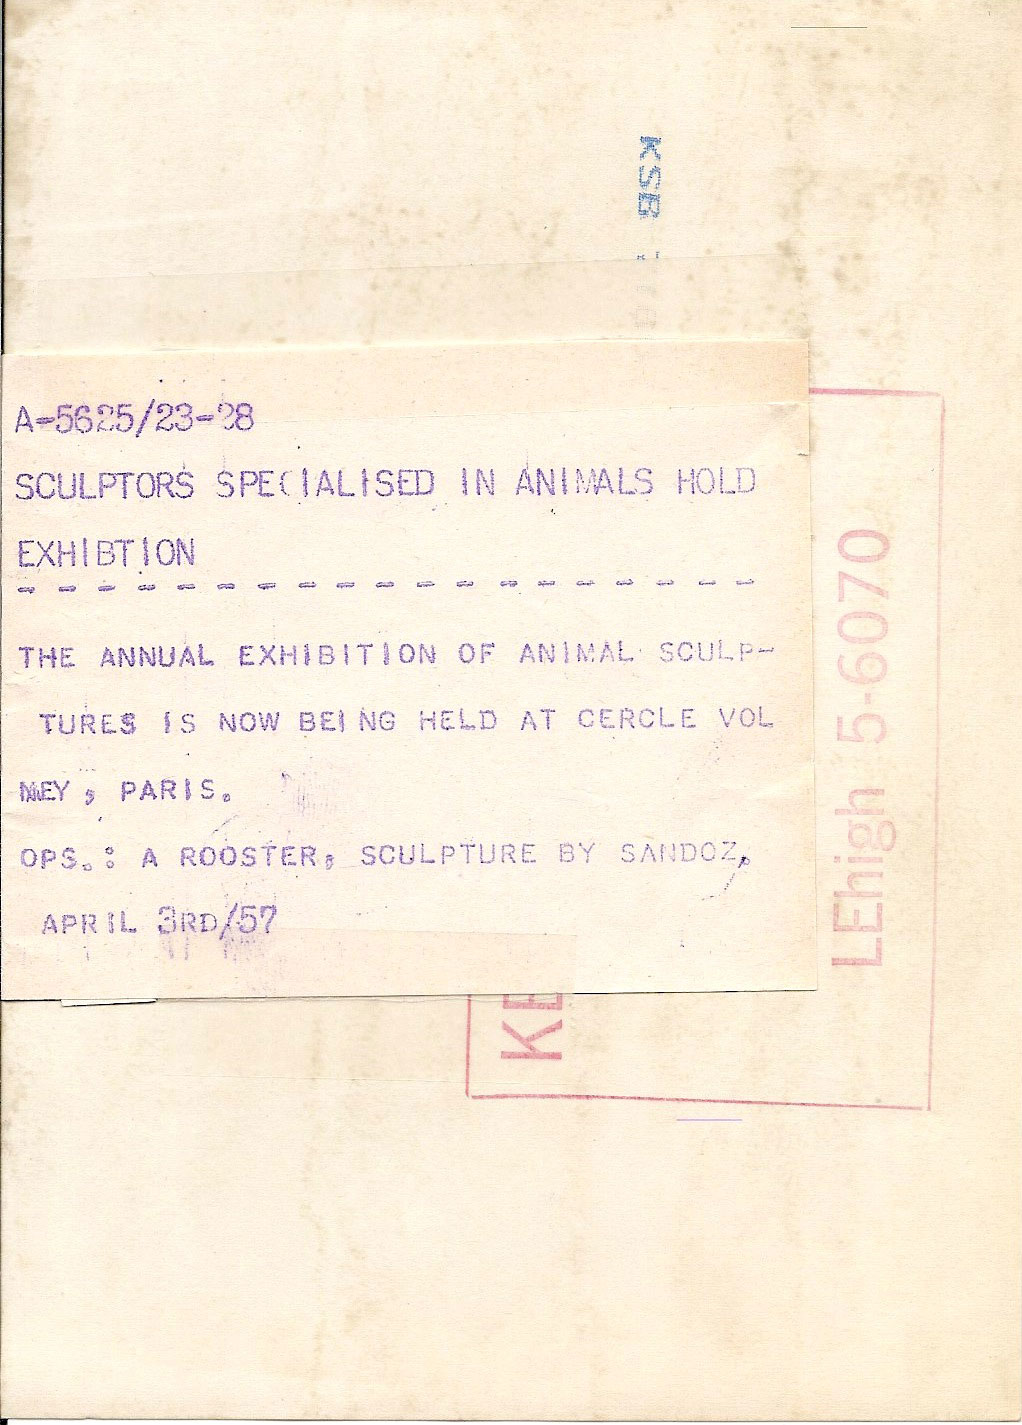 KSB
A-5625/23-28
SCULPTORS SPECIALISED IN ANIMALS HOLD
EXHIBTION
- - - - - - - - - - - - - - - - - - -
THE ANNUAL EXHIBITION OF ANIMAL SCULP-
TURES IS NOW BEING HELD AT CERCLE VOL
NEY, PARIS.
OPS.: A ROOSTER, SCULPTURE BY SANDOZ,
APRIL 3RD/57
KE
LEhigh 5-6070